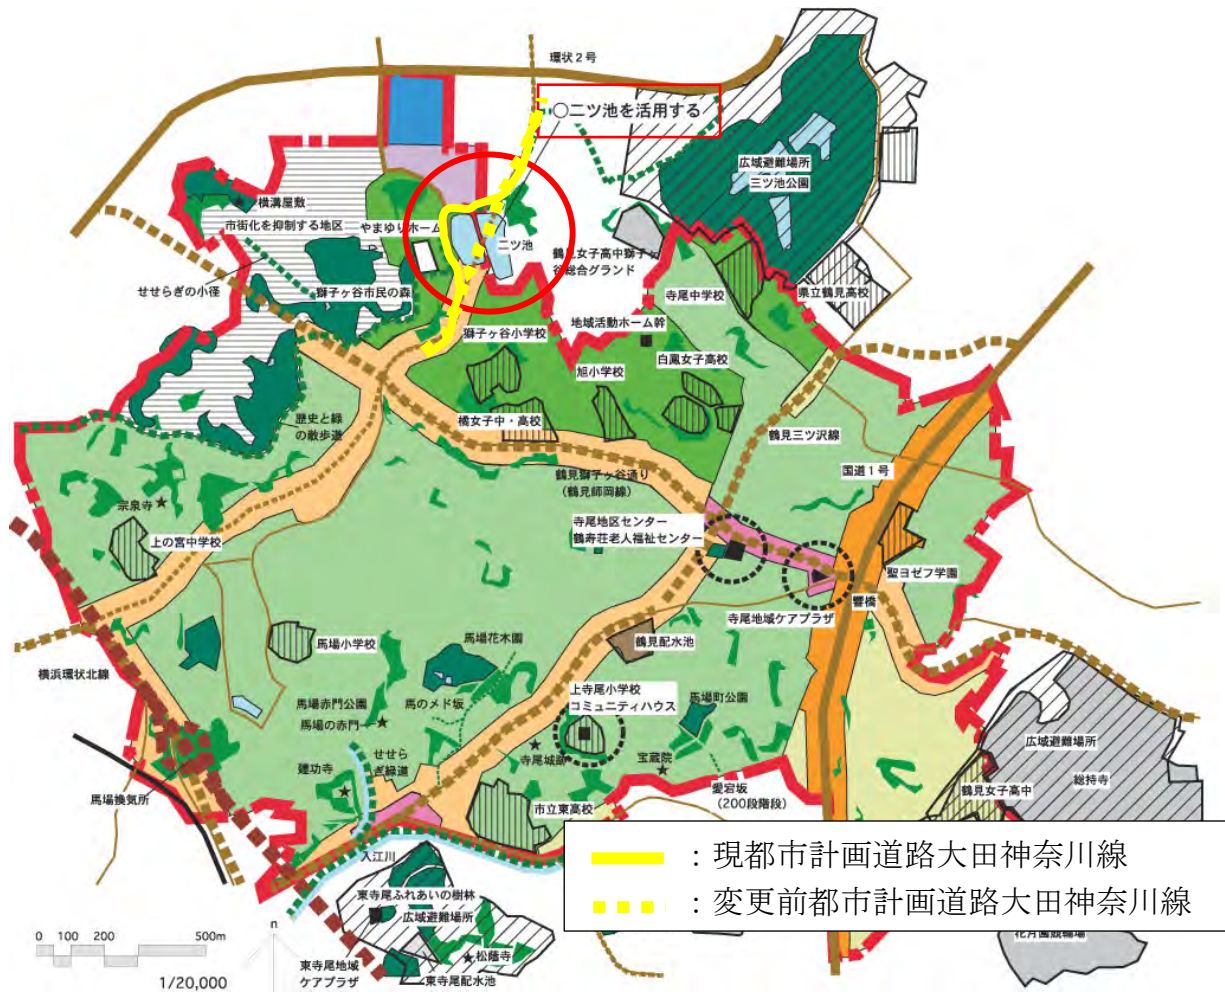 環状２号
○二ツ池を活用する
広域避難場所
三ツ池公園
横溝屋敷
市街化を抑制する地区
やまゆりホーム
二ツ池
鶴見女子高中獅子ヶ
谷総合グランド
せせらぎの小径
獅子ヶ谷市民の森
寺尾中学校
県立鶴見高校
獅子ヶ谷小学校
地域活動ホーム幹
白鳳女子高校
旭小学校
歴史と緑
の散歩道
橘女子中・高校
鶴見三ツ沢線
国道１号
鶴見獅子ヶ谷通り
（鶴見師岡線）
宗泉寺
上の宮中学校
寺尾地区センター
鶴寿荘老人福祉センター
聖ヨゼフ学園
響橋
寺尾地域ケアプラザ
馬場小学校
馬場花木園
鶴見配水池
横浜環状北線
上寺尾小学校
コミュニティハウス
馬場赤門公園
馬のメド坂
馬場町公園
馬場の赤門
せせら
ぎ緑道
寺尾城跡
宝蔵院
広域避難場所
総持寺
建功寺
愛宕坂
（200段階段）
鶴見女子高中
馬場換気所
市立東高校
入江川
：現都市計画道路大田神奈川線
：変更前都市計画道路大田神奈川線
東寺尾ふれあいの樹林
広域避難場所
花月園競輪場
松蔭寺
東寺尾地域
ケアプラザ
東寺尾配水池
0 100 200 500m
1/20,000
n